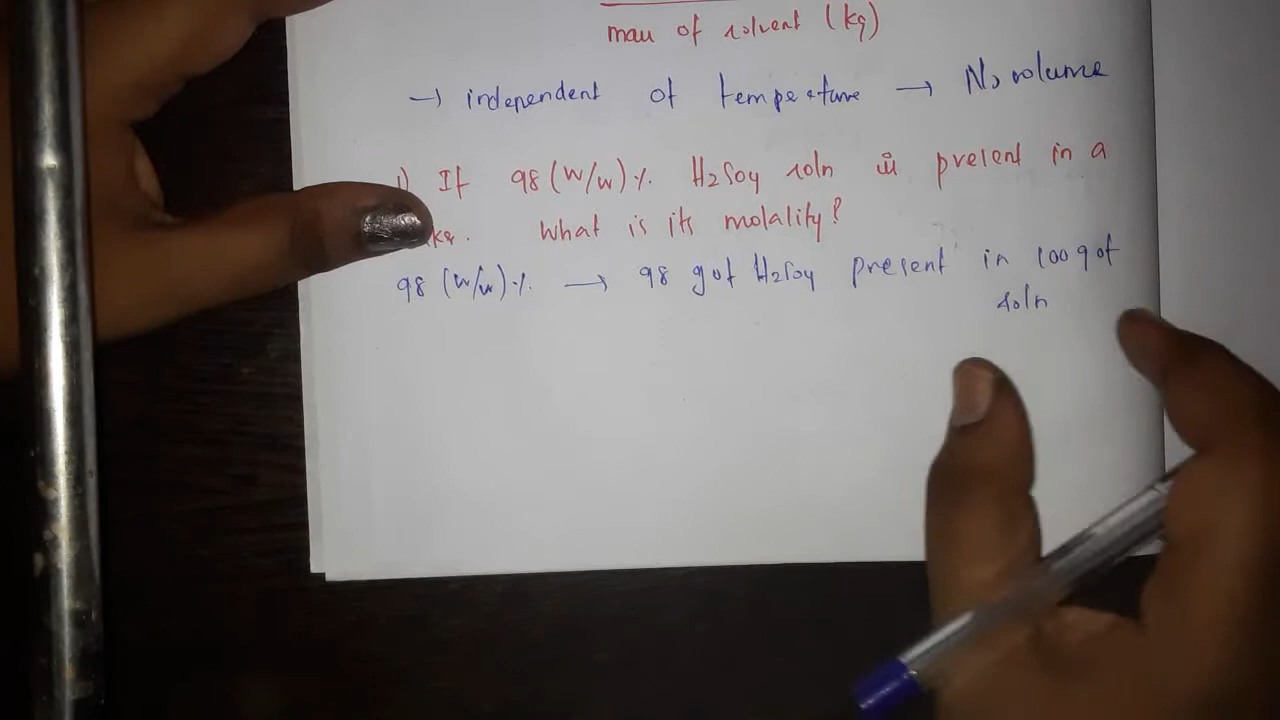 mass of solvent (kg)
→ independent of temperature → No volume
1) If 98 (w/w) % H₂SO₄ soln is present in a
What is its molality?
98 (w/w) % → 98 g of H₂SO₄ present in 100 g of
soln